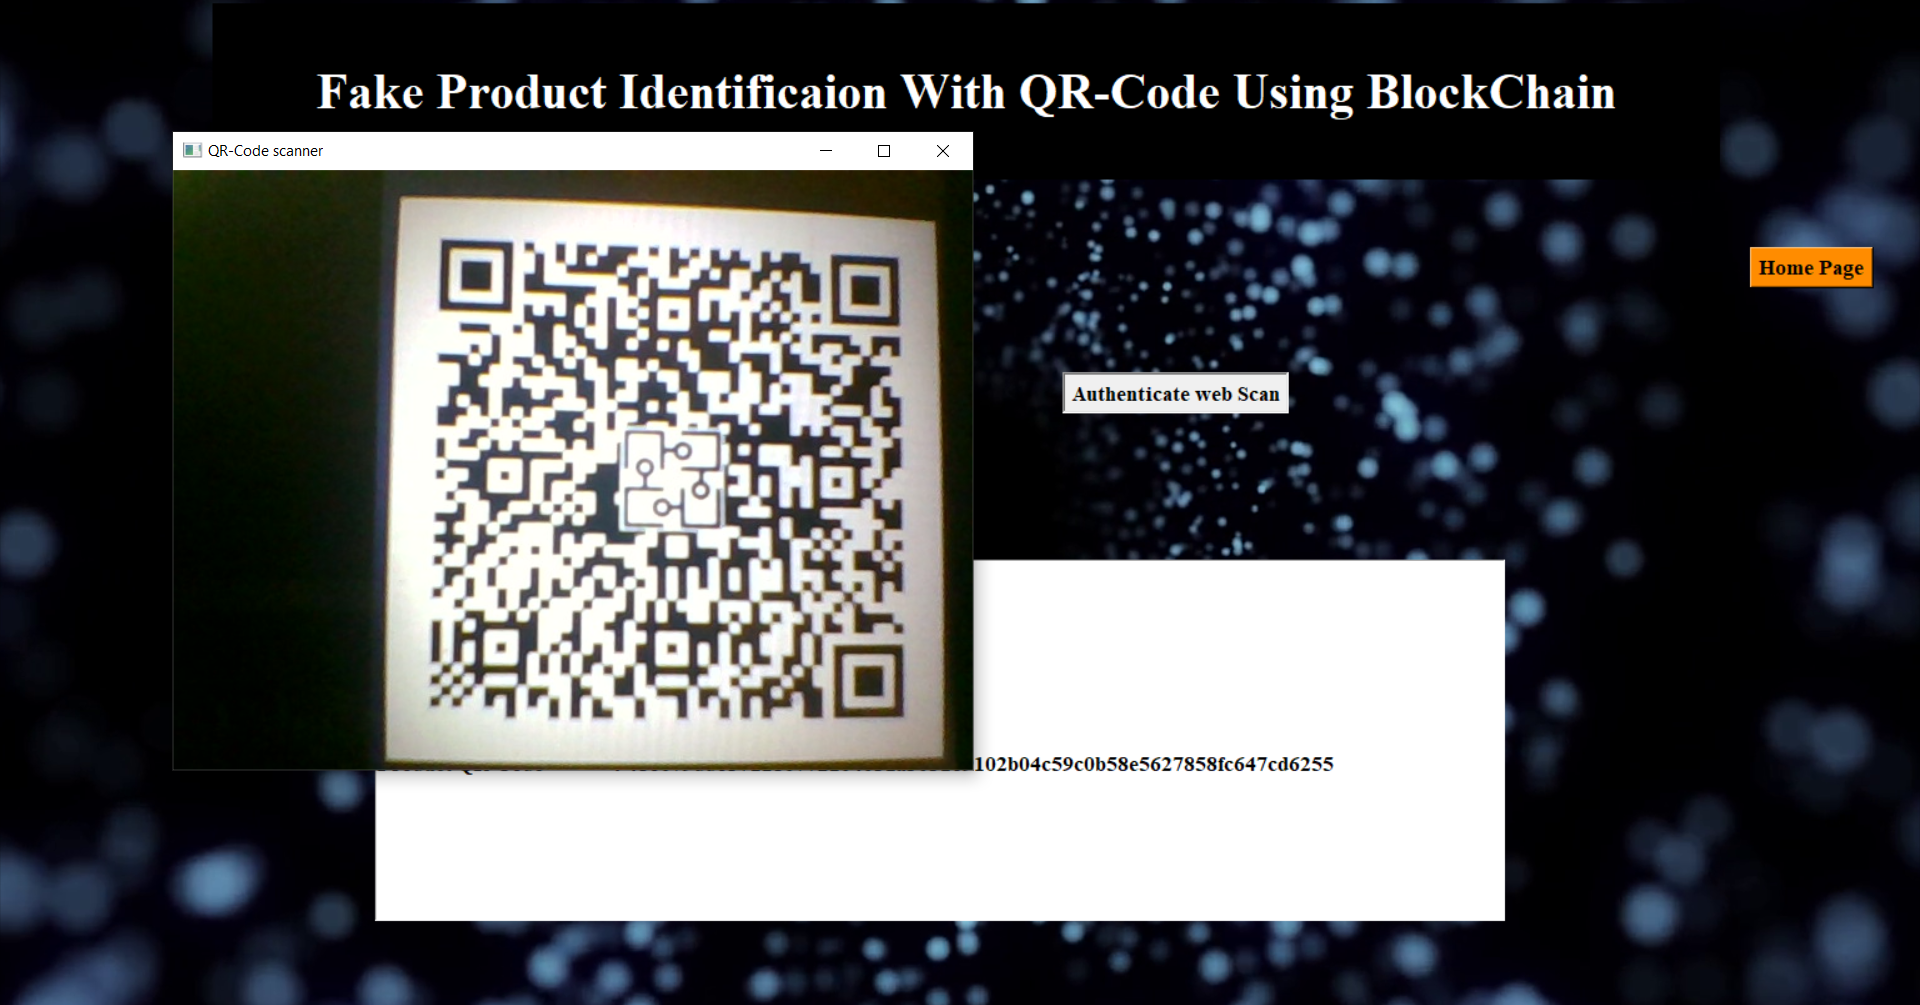 Fake Product Identificaion With QR-Code Using BlockChain
QR-Code scanner
Home Page
Authenticate web Scan
102b04c59c0b58e5627858fc647cd6255